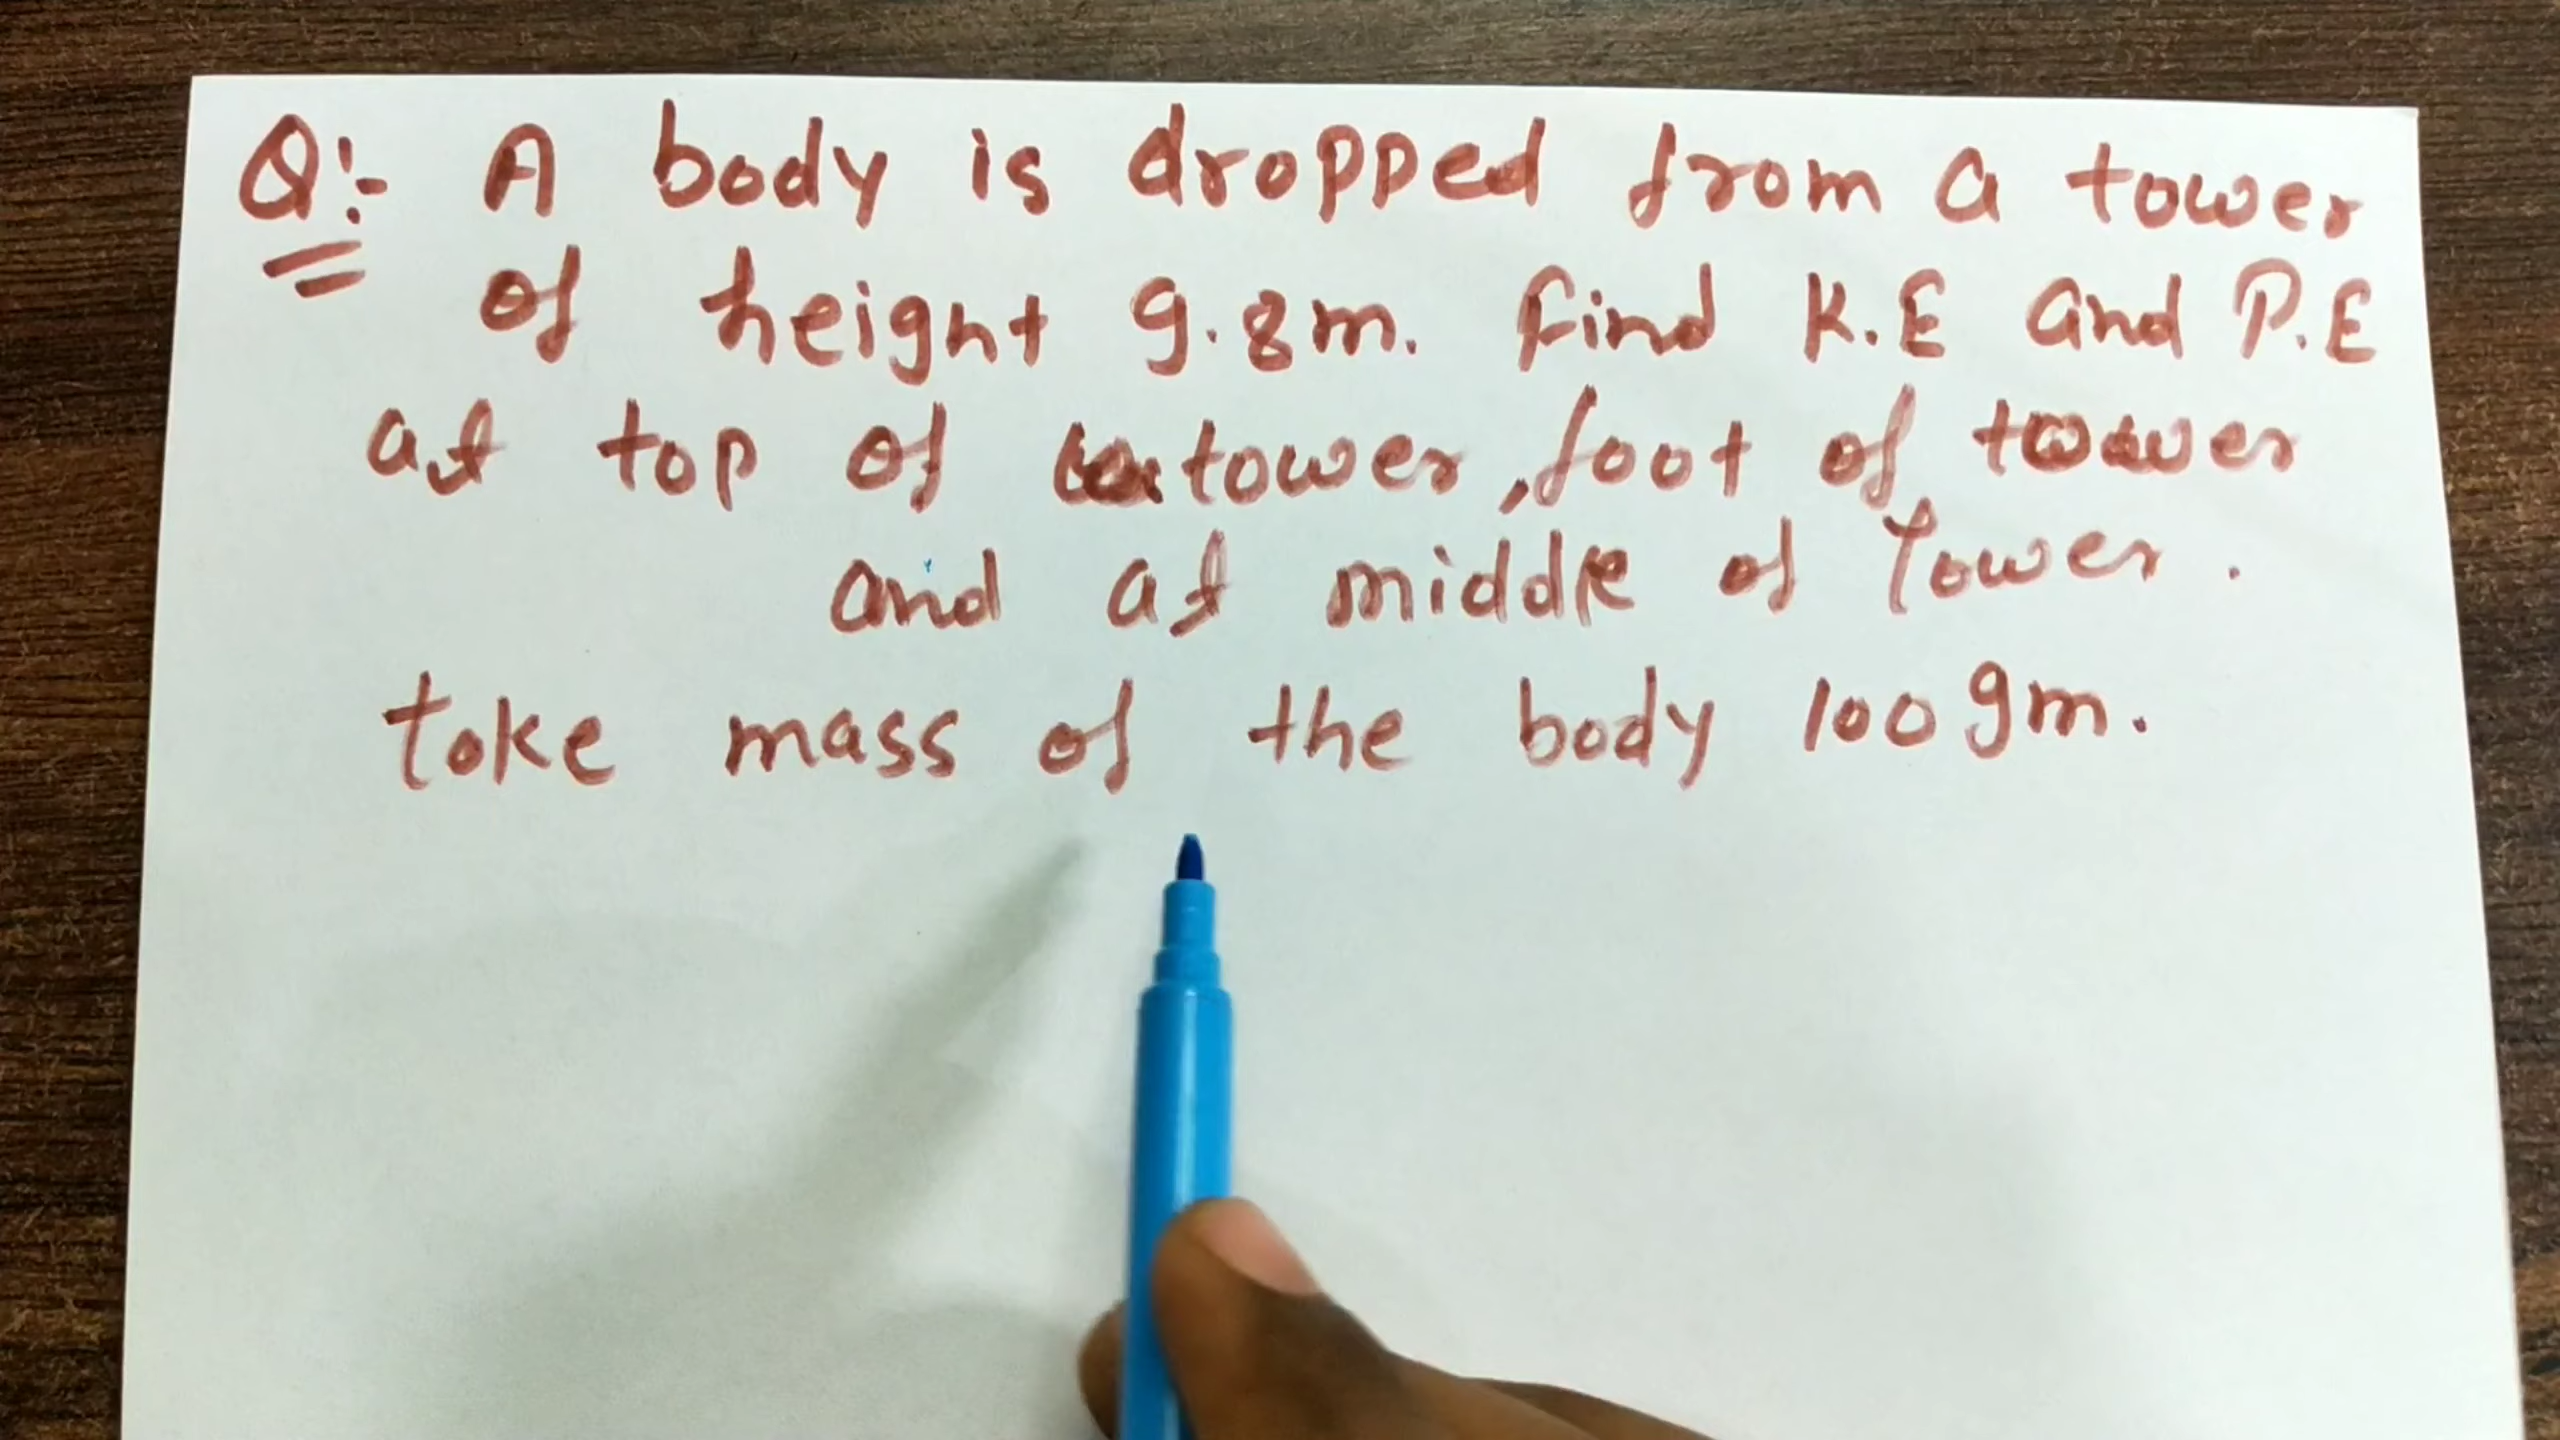 Q:- A body is dropped from a tower
of height 9.8m. Find K.E and P.E
at top of tower, foot of tower
and at middle of Tower.
take mass of the body 100gm.